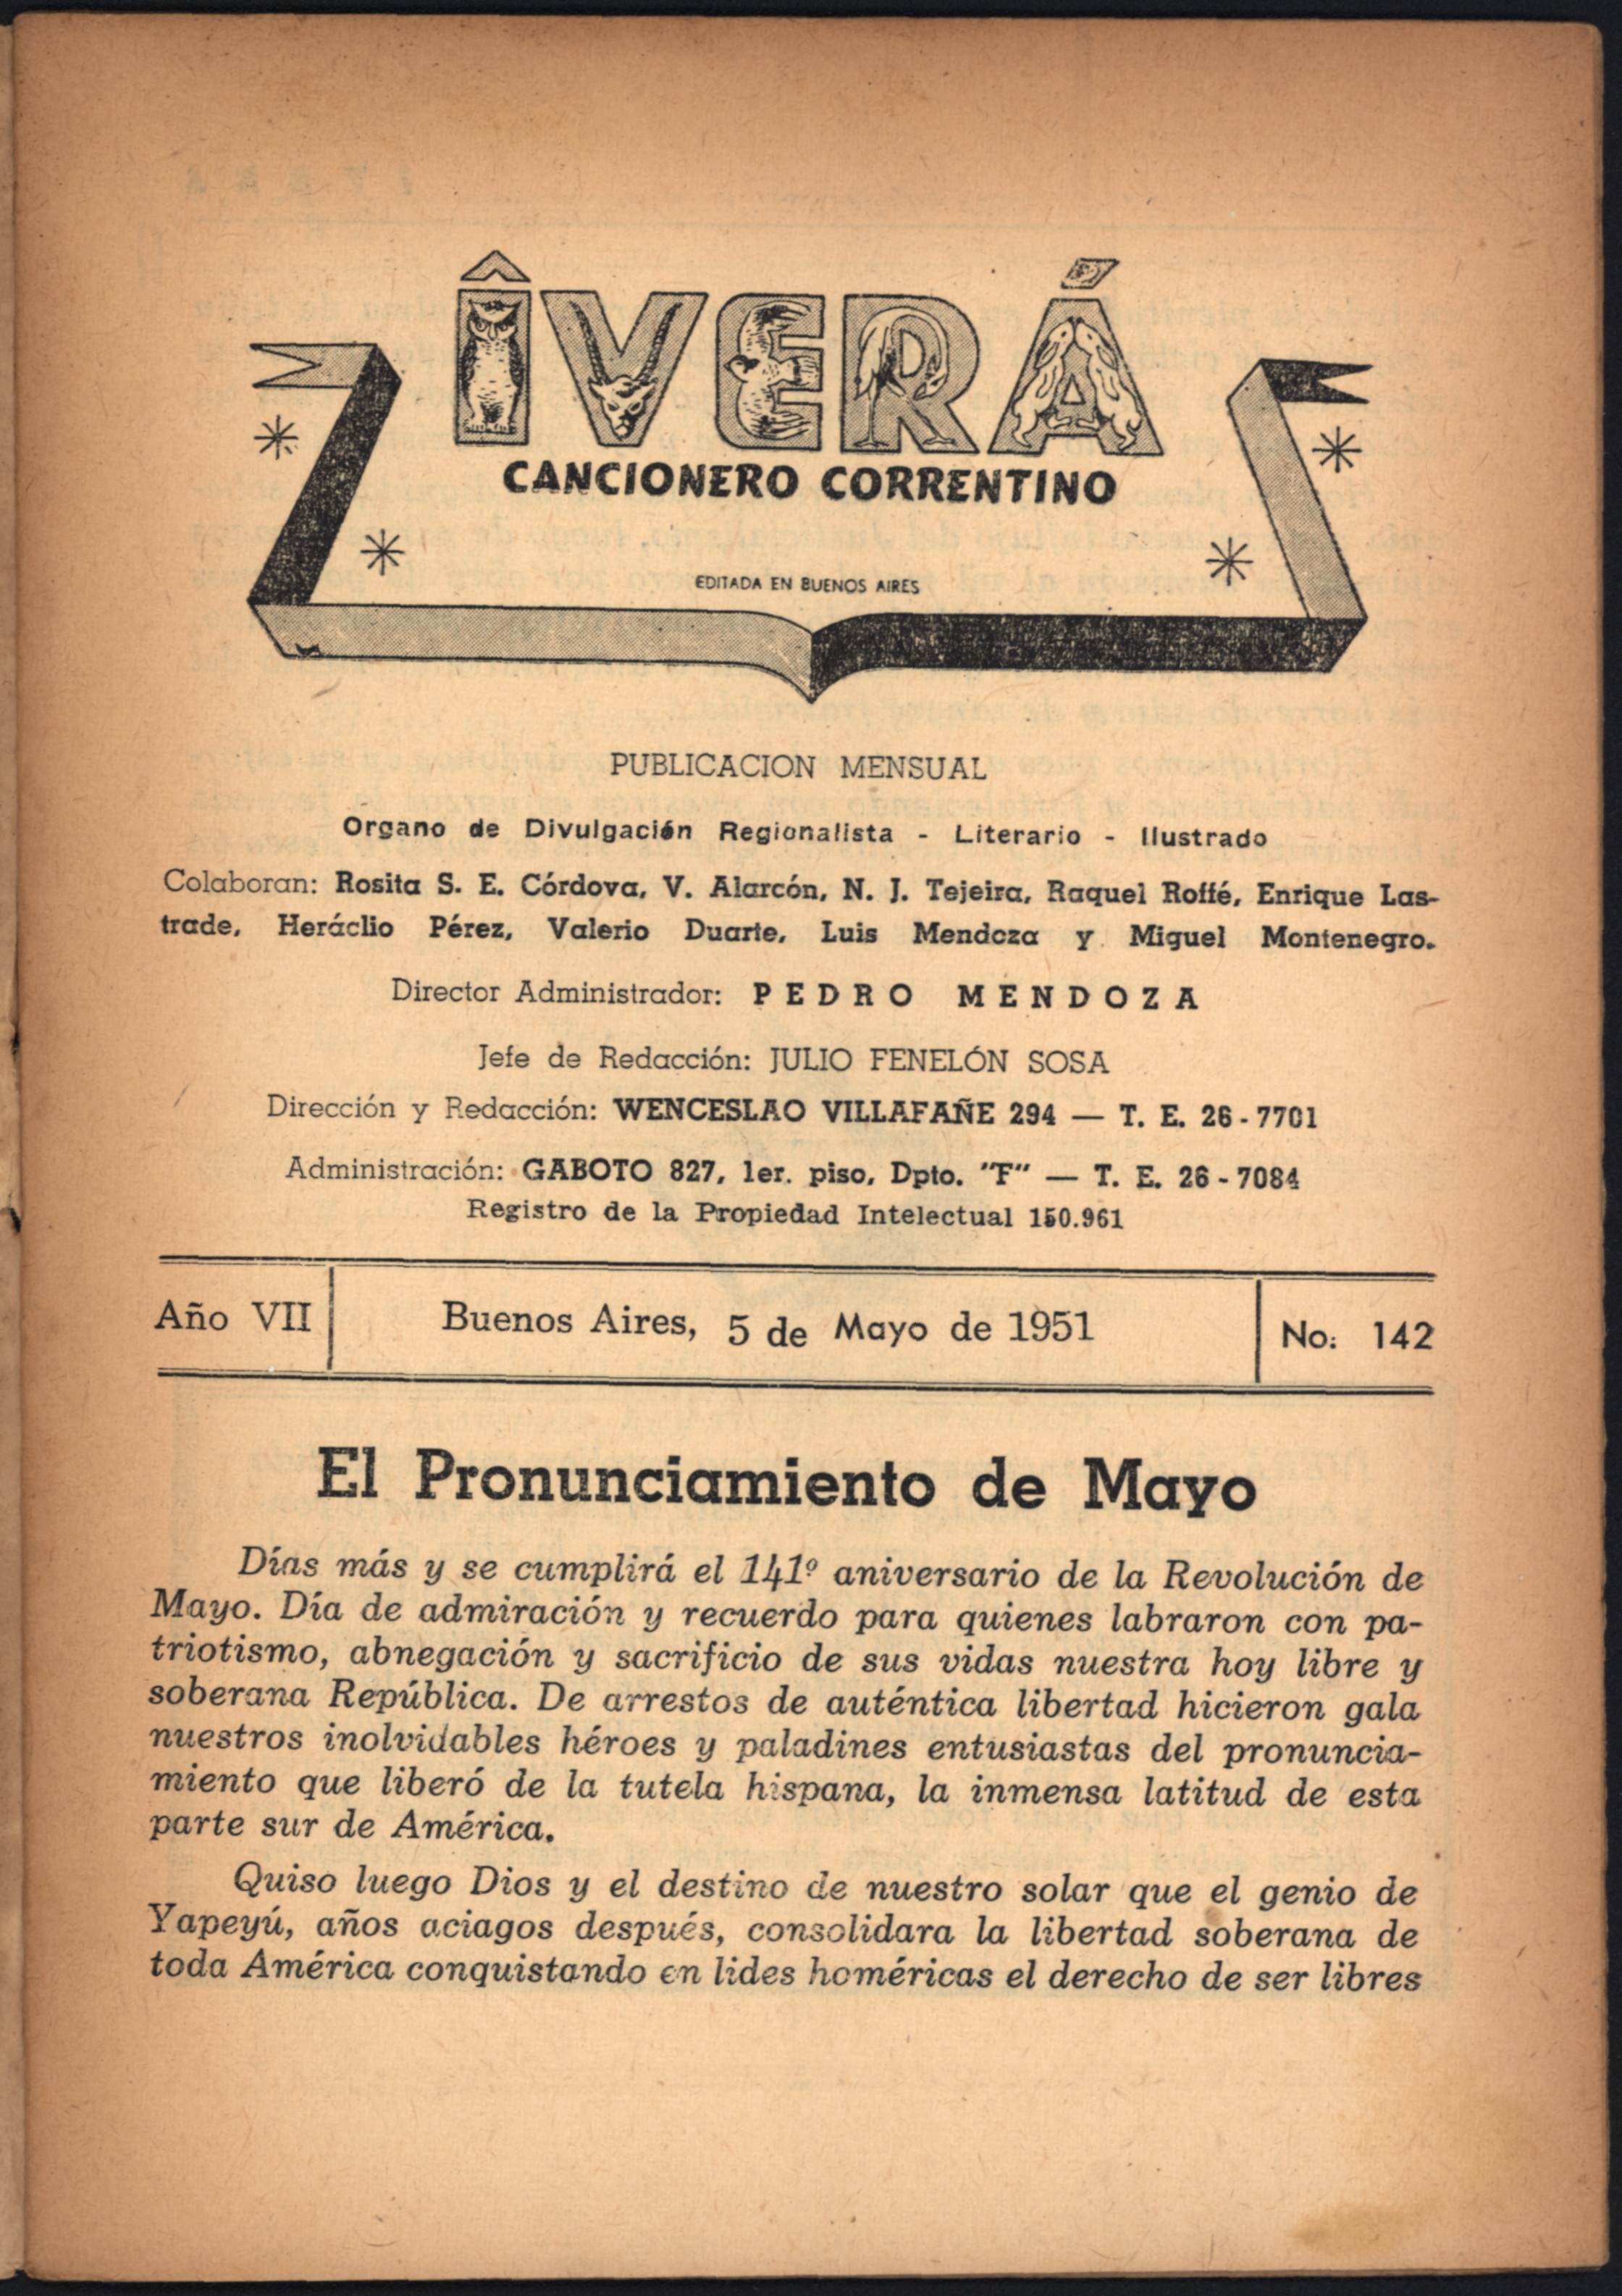 ÎVERÁ
CANCIONERO CORRENTINO
EDITADA EN BUENOS AIRES
PUBLICACION MENSUAL
Organo de Divulgación Regionalista - Literario - Ilustrado
Colaboran: Rosita S. E. Córdova, V. Alarcón, N. J. Tejeira, Raquel Roffé, Enrique Las-
trade, Heráclio Pérez, Valerio Duarte, Luis Mendoza y Miguel Montenegro.
Director Administrador: PEDRO MENDOZA
Jefe de Redacción: JULIO FENELÓN SOSA
Dirección y Redacción: WENCESLAO VILLAFAÑE 294 — T. E. 26-7701
Administración: GABOTO 827, 1er. piso, Dpto. "F" — T. E. 26-7084
Registro de la Propiedad Intelectual 150.961
Año VII Buenos Aires, 5 de Mayo de 1951 No: 142
El Pronunciamiento de Mayo
Días más y se cumplirá el 141º aniversario de la Revolución de
Mayo. Día de admiración y recuerdo para quienes labraron con pa-
triotismo, abnegación y sacrificio de sus vidas nuestra hoy libre y
soberana República. De arrestos de auténtica libertad hicieron gala
nuestros inolvidables héroes y paladines entusiastas del pronuncia-
miento que liberó de la tutela hispana, la inmensa latitud de esta
parte sur de América.
Quiso luego Dios y el destino de nuestro solar que el genio de
Yapeyú, años aciagos después, consolidara la libertad soberana de
toda América conquistando en lides homéricas el derecho de ser libres